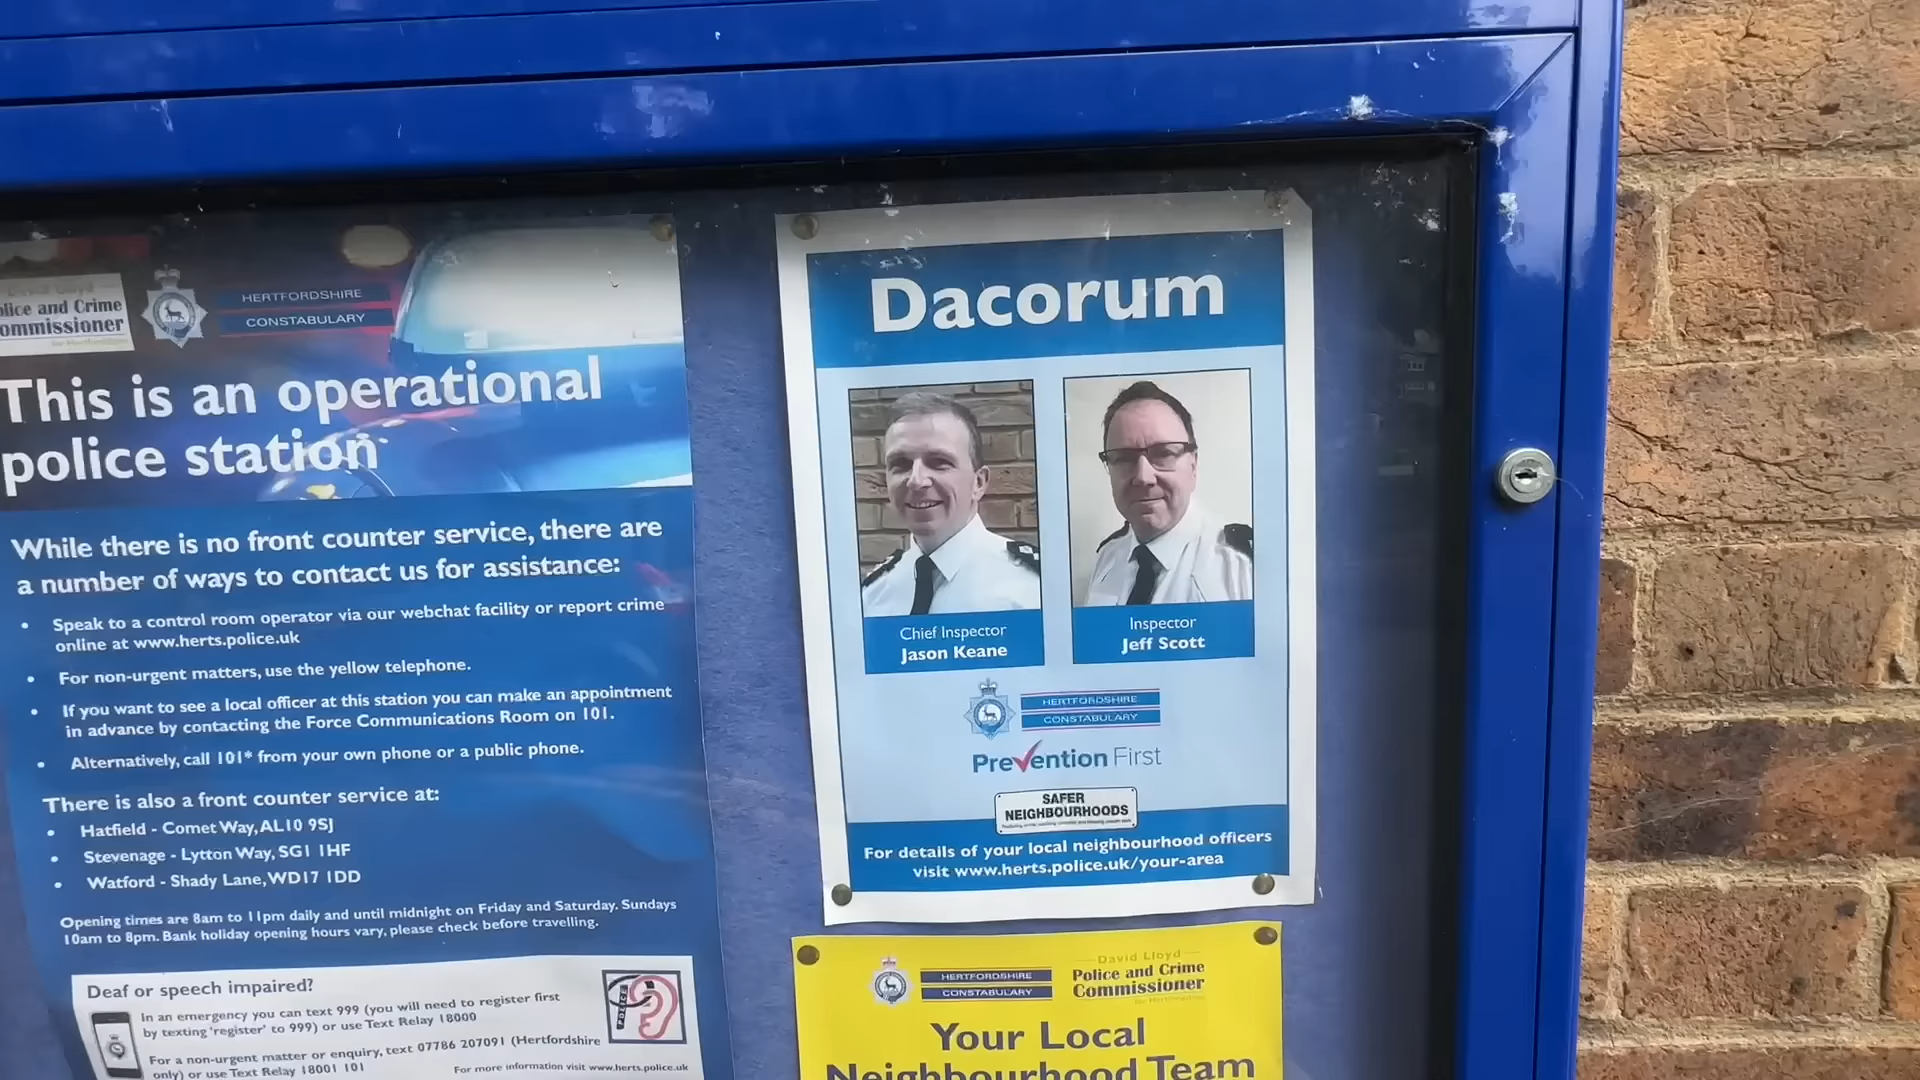 Police and Crime
Commissioner
HERTFORDSHIRE
CONSTABULARY
This is an operational
police station
While there is no front counter service, there are
a number of ways to contact us for assistance:
• Speak to a control room operator via our webchat facility or report crime
online at www.herts.police.uk
• For non-urgent matters, use the yellow telephone.
• If you want to see a local officer at this station you can make an appointment
in advance by contacting the Force Communications Room on 101.
• Alternatively, call 101* from your own phone or a public phone.
There is also a front counter service at:
• Hatfield - Comet Way, AL10 9SJ
• Stevenage - Lytton Way, SG1 1HF
• Watford - Shady Lane, WD17 1DD
Opening times are 8am to 11pm daily and until midnight on Friday and Saturday. Sundays
10am to 8pm. Bank holiday opening hours vary, please check before travelling.
Deaf or speech impaired?
In an emergency you can text 999 (you will need to register first
by texting 'register' to 999) or use Text Relay 18000
For a non-urgent matter or enquiry, text 07786 207091 (Hertfordshire
only) or use Text Relay 18001 101
For more information visit www.herts.police.uk
POLICE
Dacorum
Chief Inspector
Jason Keane
Inspector
Jeff Scott
HERTFORDSHIRE
CONSTABULARY
Prevention First
SAFER
NEIGHBOURHOODS
For details of your local neighbourhood officers
visit www.herts.police.uk/your-area
HERTFORDSHIRE
CONSTABULARY
David Lloyd
Police and Crime
Commissioner
for Hertfordshire
Your Local
Neighbourhood Team